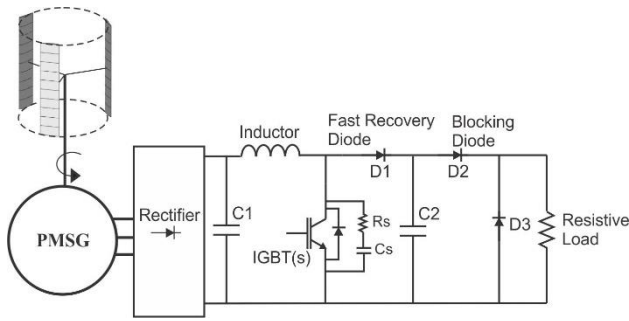 Fast Recovery
Diode
Blocking
Diode
Inductor
D1
D2
Rectifier
C1
Rs
C2
D3
Resistive
Load
PMSG
IGBT(s)
Cs